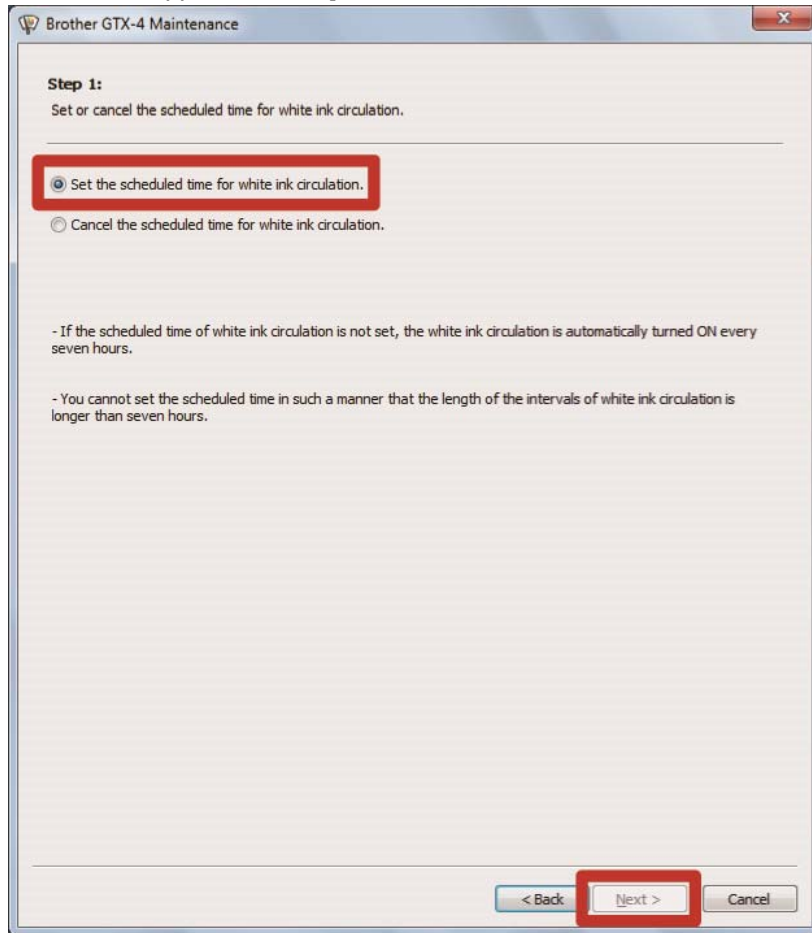 Brother GTX-4 Maintenance
Step 1:
Set or cancel the scheduled time for white ink circulation.
Set the scheduled time for white ink circulation.
Cancel the scheduled time for white ink circulation.
- If the scheduled time of white ink circulation is not set, the white ink circulation is automatically turned ON every
seven hours.
- You cannot set the scheduled time in such a manner that the length of the intervals of white ink circulation is
longer than seven hours.
< Back Next > Cancel